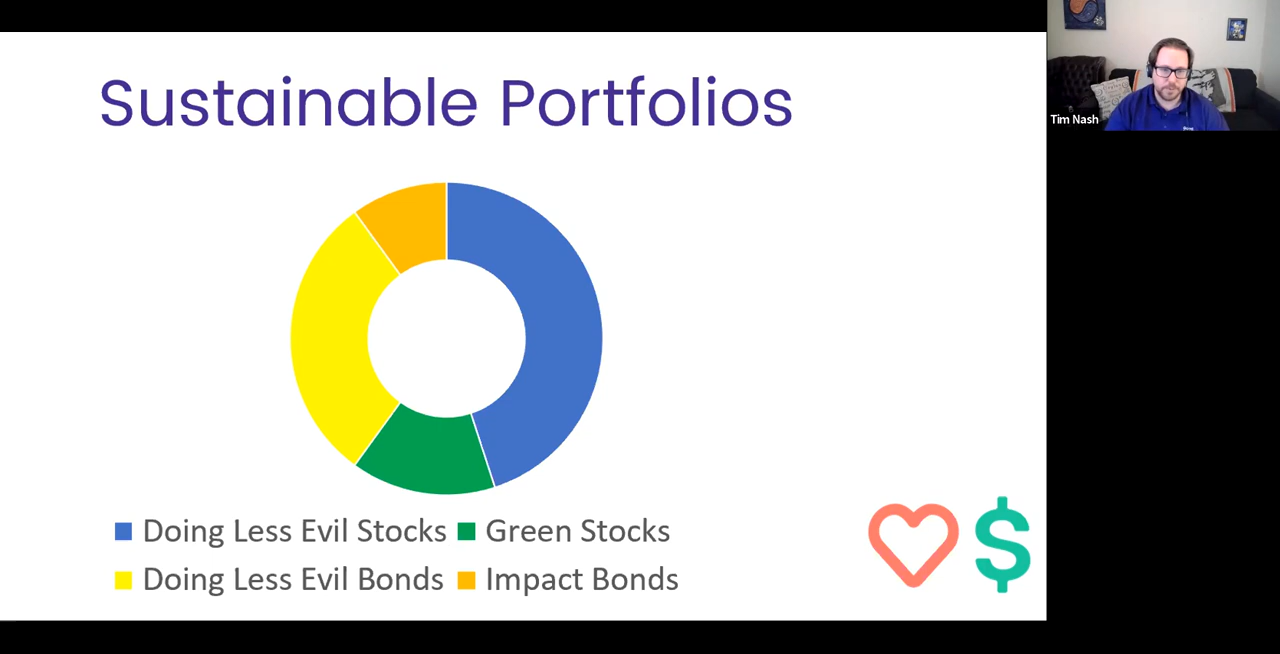 Sustainable Portfolios
Tim Nash
Doing Less Evil Stocks Green Stocks
Doing Less Evil Bonds Impact Bonds
$